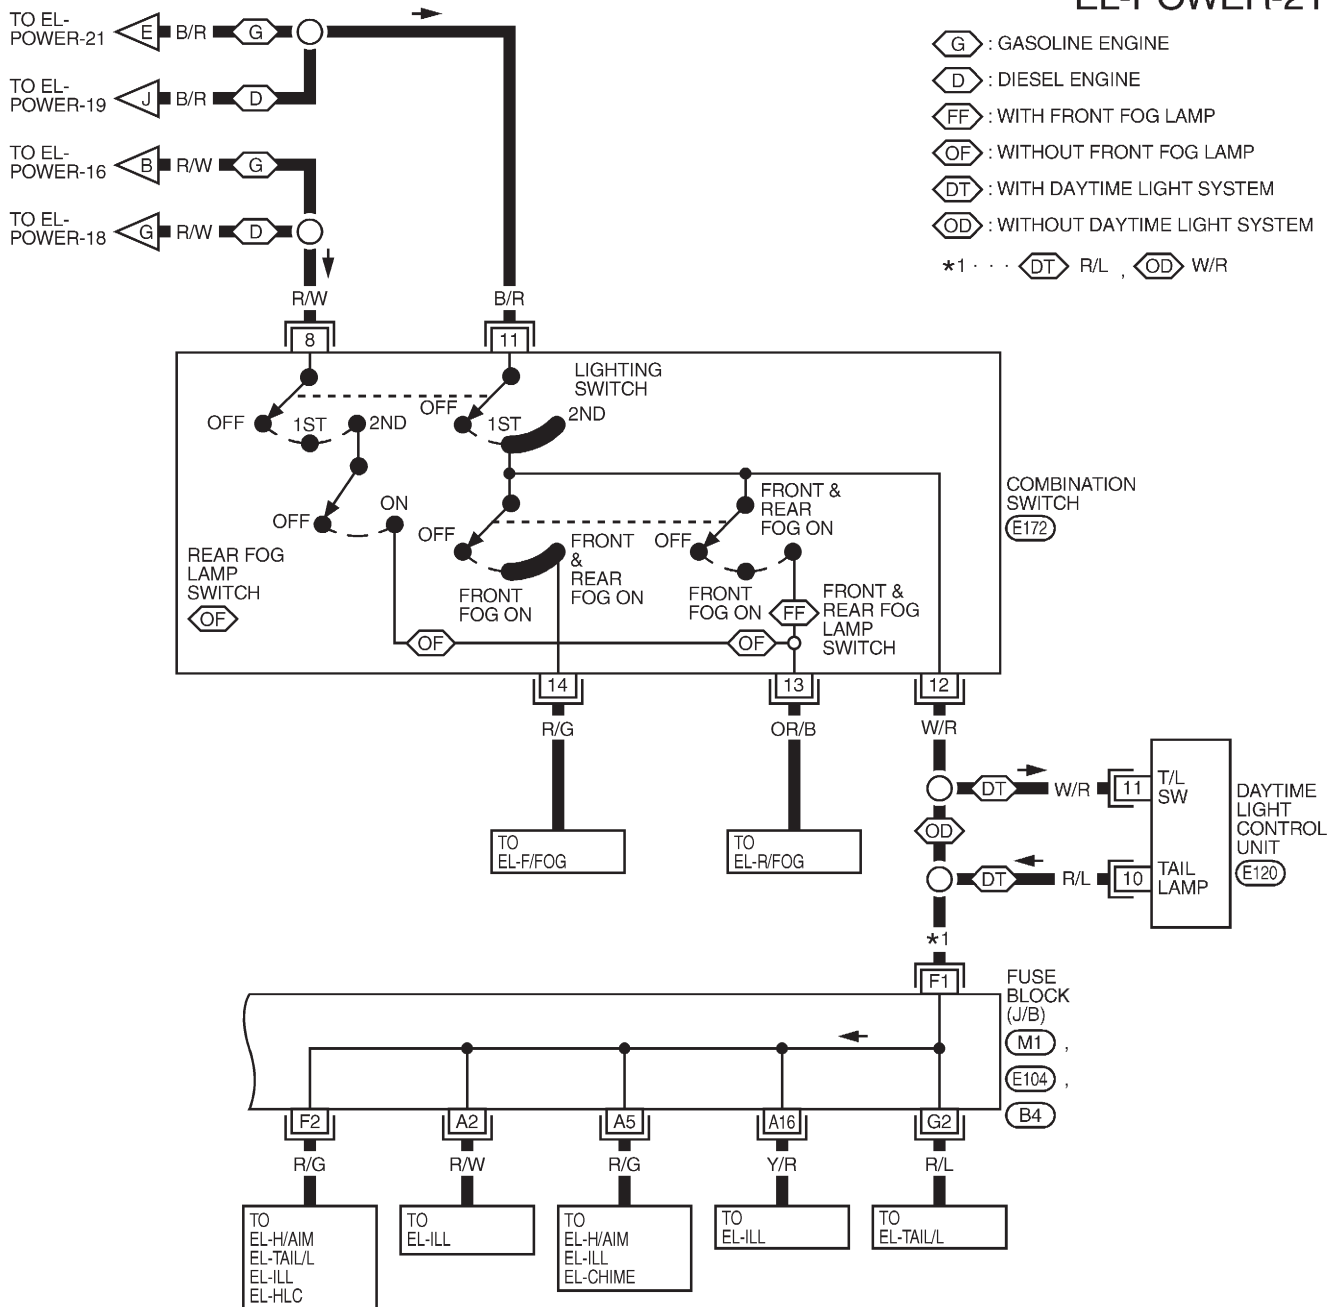 EL-POWER-21
TO EL-
POWER-21
E
B/R
G
TO EL-
POWER-19
J
B/R
D
TO EL-
POWER-16
B
R/W
G
TO EL-
POWER-18
G
R/W
D
G : GASOLINE ENGINE
D : DIESEL ENGINE
FF : WITH FRONT FOG LAMP
OF : WITHOUT FRONT FOG LAMP
DT : WITH DAYTIME LIGHT SYSTEM
OD : WITHOUT DAYTIME LIGHT SYSTEM
*1 · · · DT R/L , OD W/R
R/W
B/R
8
11
LIGHTING
SWITCH
OFF
1ST
2ND
OFF
1ST
2ND
OFF
ON
REAR FOG
LAMP
SWITCH
OF
OFF
FRONT
FOG ON
FRONT
&
REAR
FOG ON
OFF
FRONT
FOG ON
FRONT &
REAR
FOG ON
FF
FRONT &
REAR FOG
LAMP
SWITCH
OF
OF
COMBINATION
SWITCH
E172
14
13
12
R/G
OR/B
W/R
TO
EL-F/FOG
TO
EL-R/FOG
DT
W/R
11
T/L
SW
OD
DT
R/L
10
TAIL
LAMP
DAYTIME
LIGHT
CONTROL
UNIT
E120
*1
F1
FUSE
BLOCK
(J/B)
M1 ,
E104 ,
B4
F2
A2
A5
A16
G2
R/G
R/W
R/G
Y/R
R/L
TO
EL-H/AIM
EL-TAIL/L
EL-ILL
EL-HLC
TO
EL-ILL
TO
EL-H/AIM
EL-ILL
EL-CHIME
TO
EL-ILL
TO
EL-TAIL/L